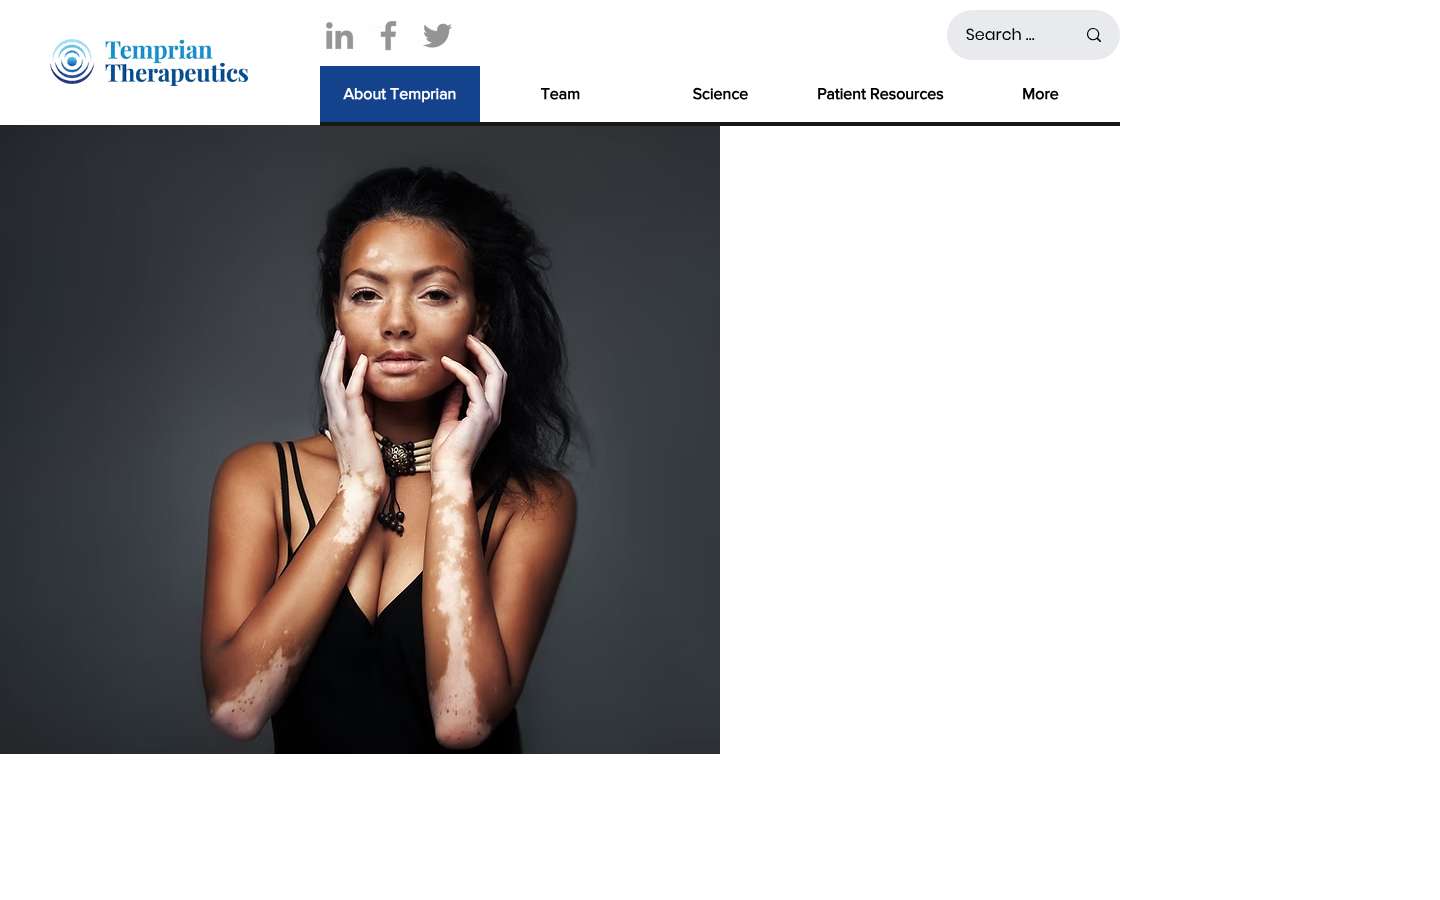 Temprian
Therapeutics
Search ...
About Temprian
Team
Science
Patient Resources
More